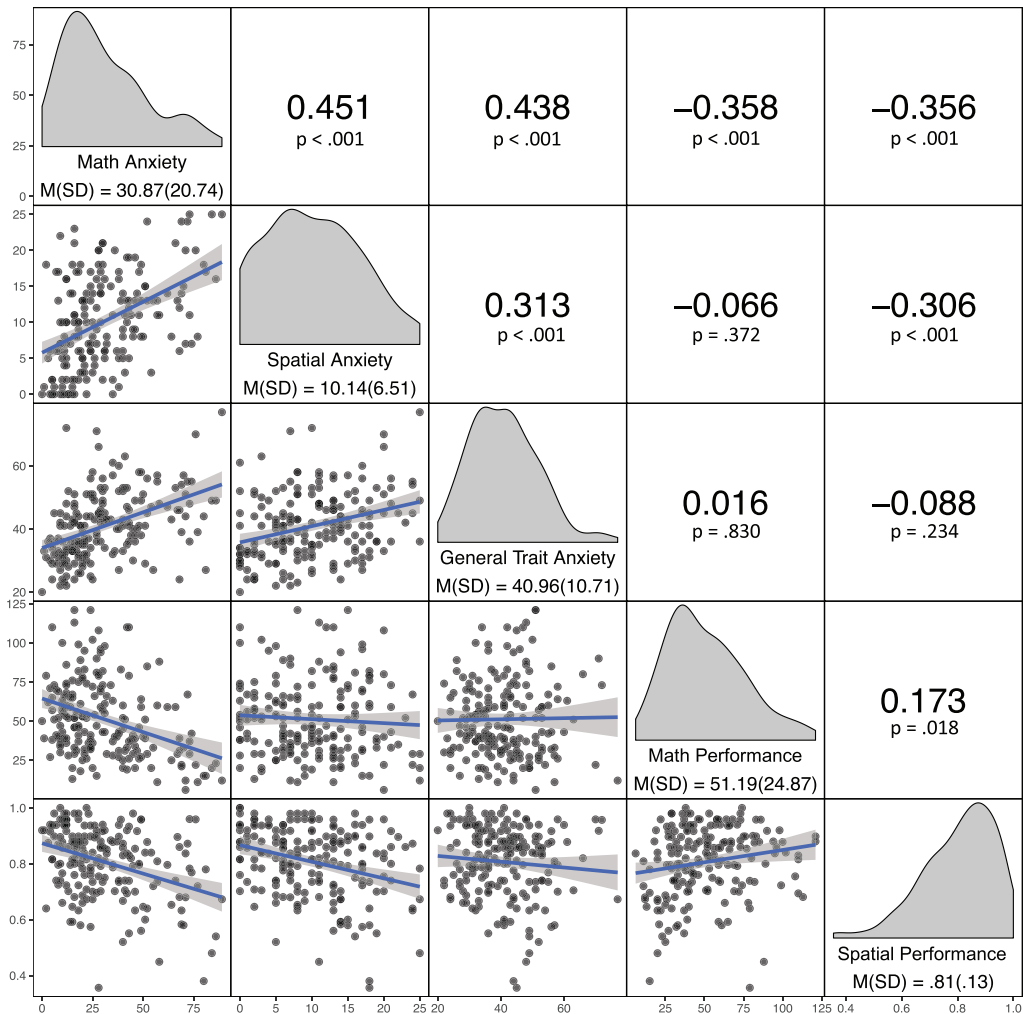 75
50
25
0
Math Anxiety
M(SD) = 30.87(20.74)
0.451
p < .001
0.438
p < .001
−0.358
p < .001
−0.356
p < .001
25
20
15
10
5
0
Spatial Anxiety
M(SD) = 10.14(6.51)
0.313
p < .001
−0.066
p = .372
−0.306
p < .001
60
40
20
General Trait Anxiety
M(SD) = 40.96(10.71)
0.016
p = .830
−0.088
p = .234
125
100
75
50
25
Math Performance
M(SD) = 51.19(24.87)
0.173
p = .018
1.0
0.8
0.6
0.4
Spatial Performance
M(SD) = .81(.13)
0 25 50 75 0 5 10 15 20 25 20 40 60 25 50 75 100 125 0.4 0.6 0.8 1.0